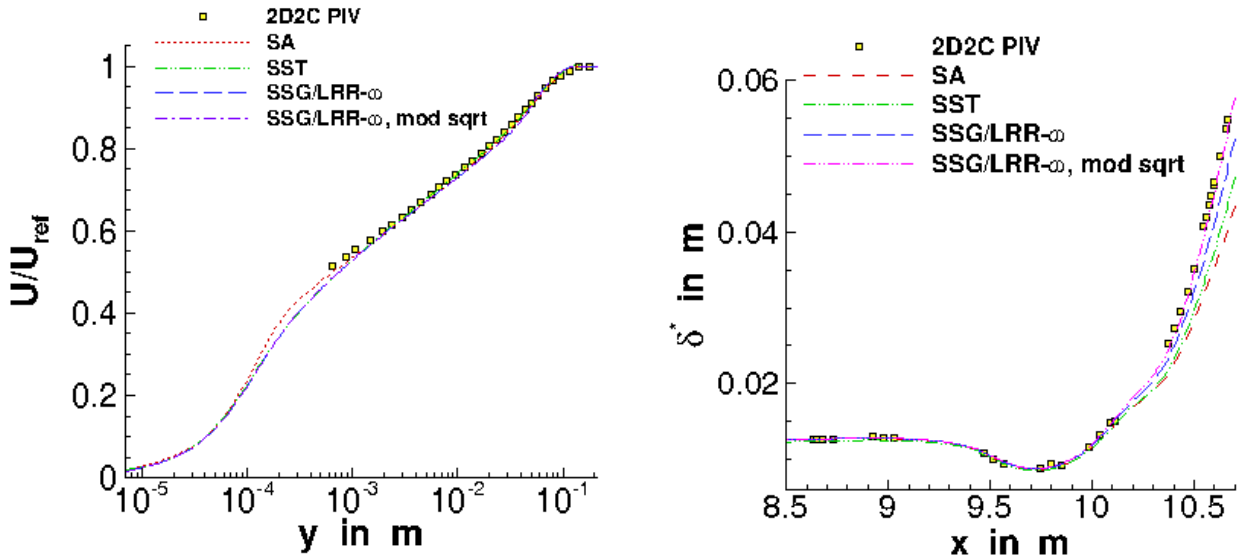 2D2C PIV
SA
SST
SSG/LRR-ω
SSG/LRR-ω, mod sqrt
1
0.8
0.6
0.4
0.2
0
U/U_ref
10^-5
10^-4
10^-3
10^-2
10^-1
y in m
2D2C PIV
SA
SST
SSG/LRR-ω
SSG/LRR-ω, mod sqrt
0.06
0.04
0.02
δ* in m
8.5
9
9.5
10
10.5
x in m